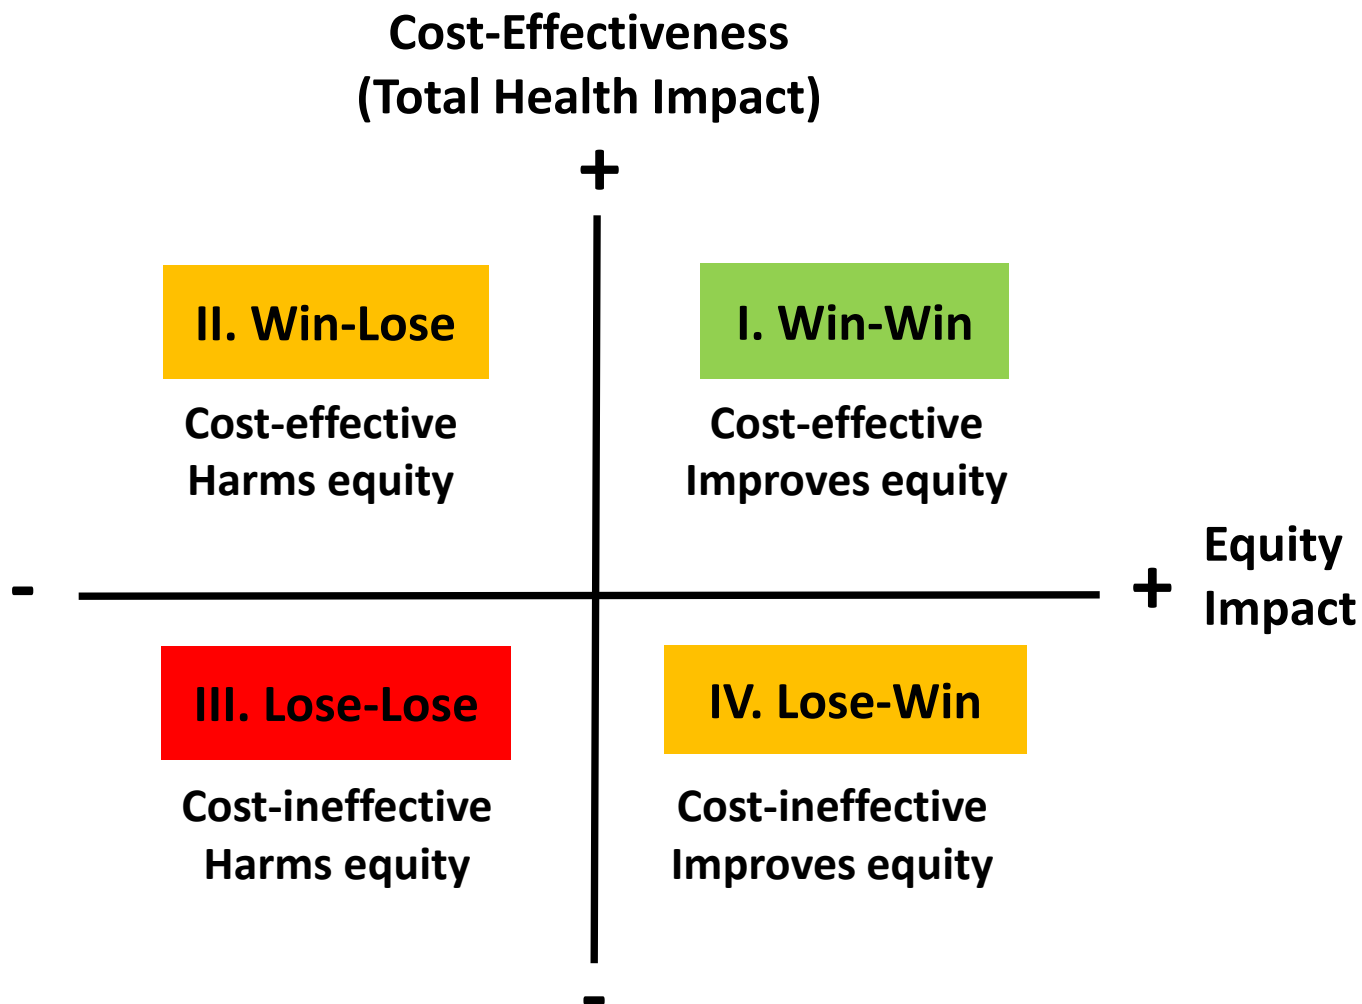 Cost-Effectiveness
(Total Health Impact)
+
II. Win-Lose
Cost-effective
Harms equity
I. Win-Win
Cost-effective
Improves equity
-
+
Equity
Impact
III. Lose-Lose
Cost-ineffective
Harms equity
IV. Lose-Win
Cost-ineffective
Improves equity
-